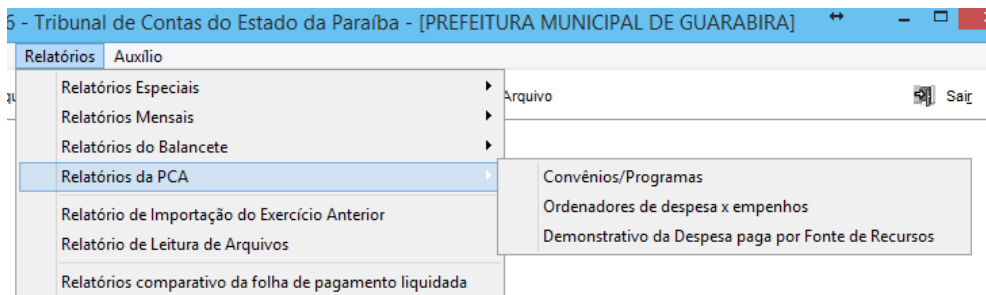 6 - Tribunal de Contas do Estado da Paraíba - [PREFEITURA MUNICIPAL DE GUARABIRA]
Relatórios Auxílio
Relatórios Especiais
Arquivo
Sair
Relatórios Mensais
Relatórios do Balancete
Relatórios da PCA
Convênios/Programas
Ordenadores de despesa x empenhos
Demonstrativo da Despesa paga por Fonte de Recursos
Relatório de Importação do Exercício Anterior
Relatório de Leitura de Arquivos
Relatórios comparativo da folha de pagamento liquidada